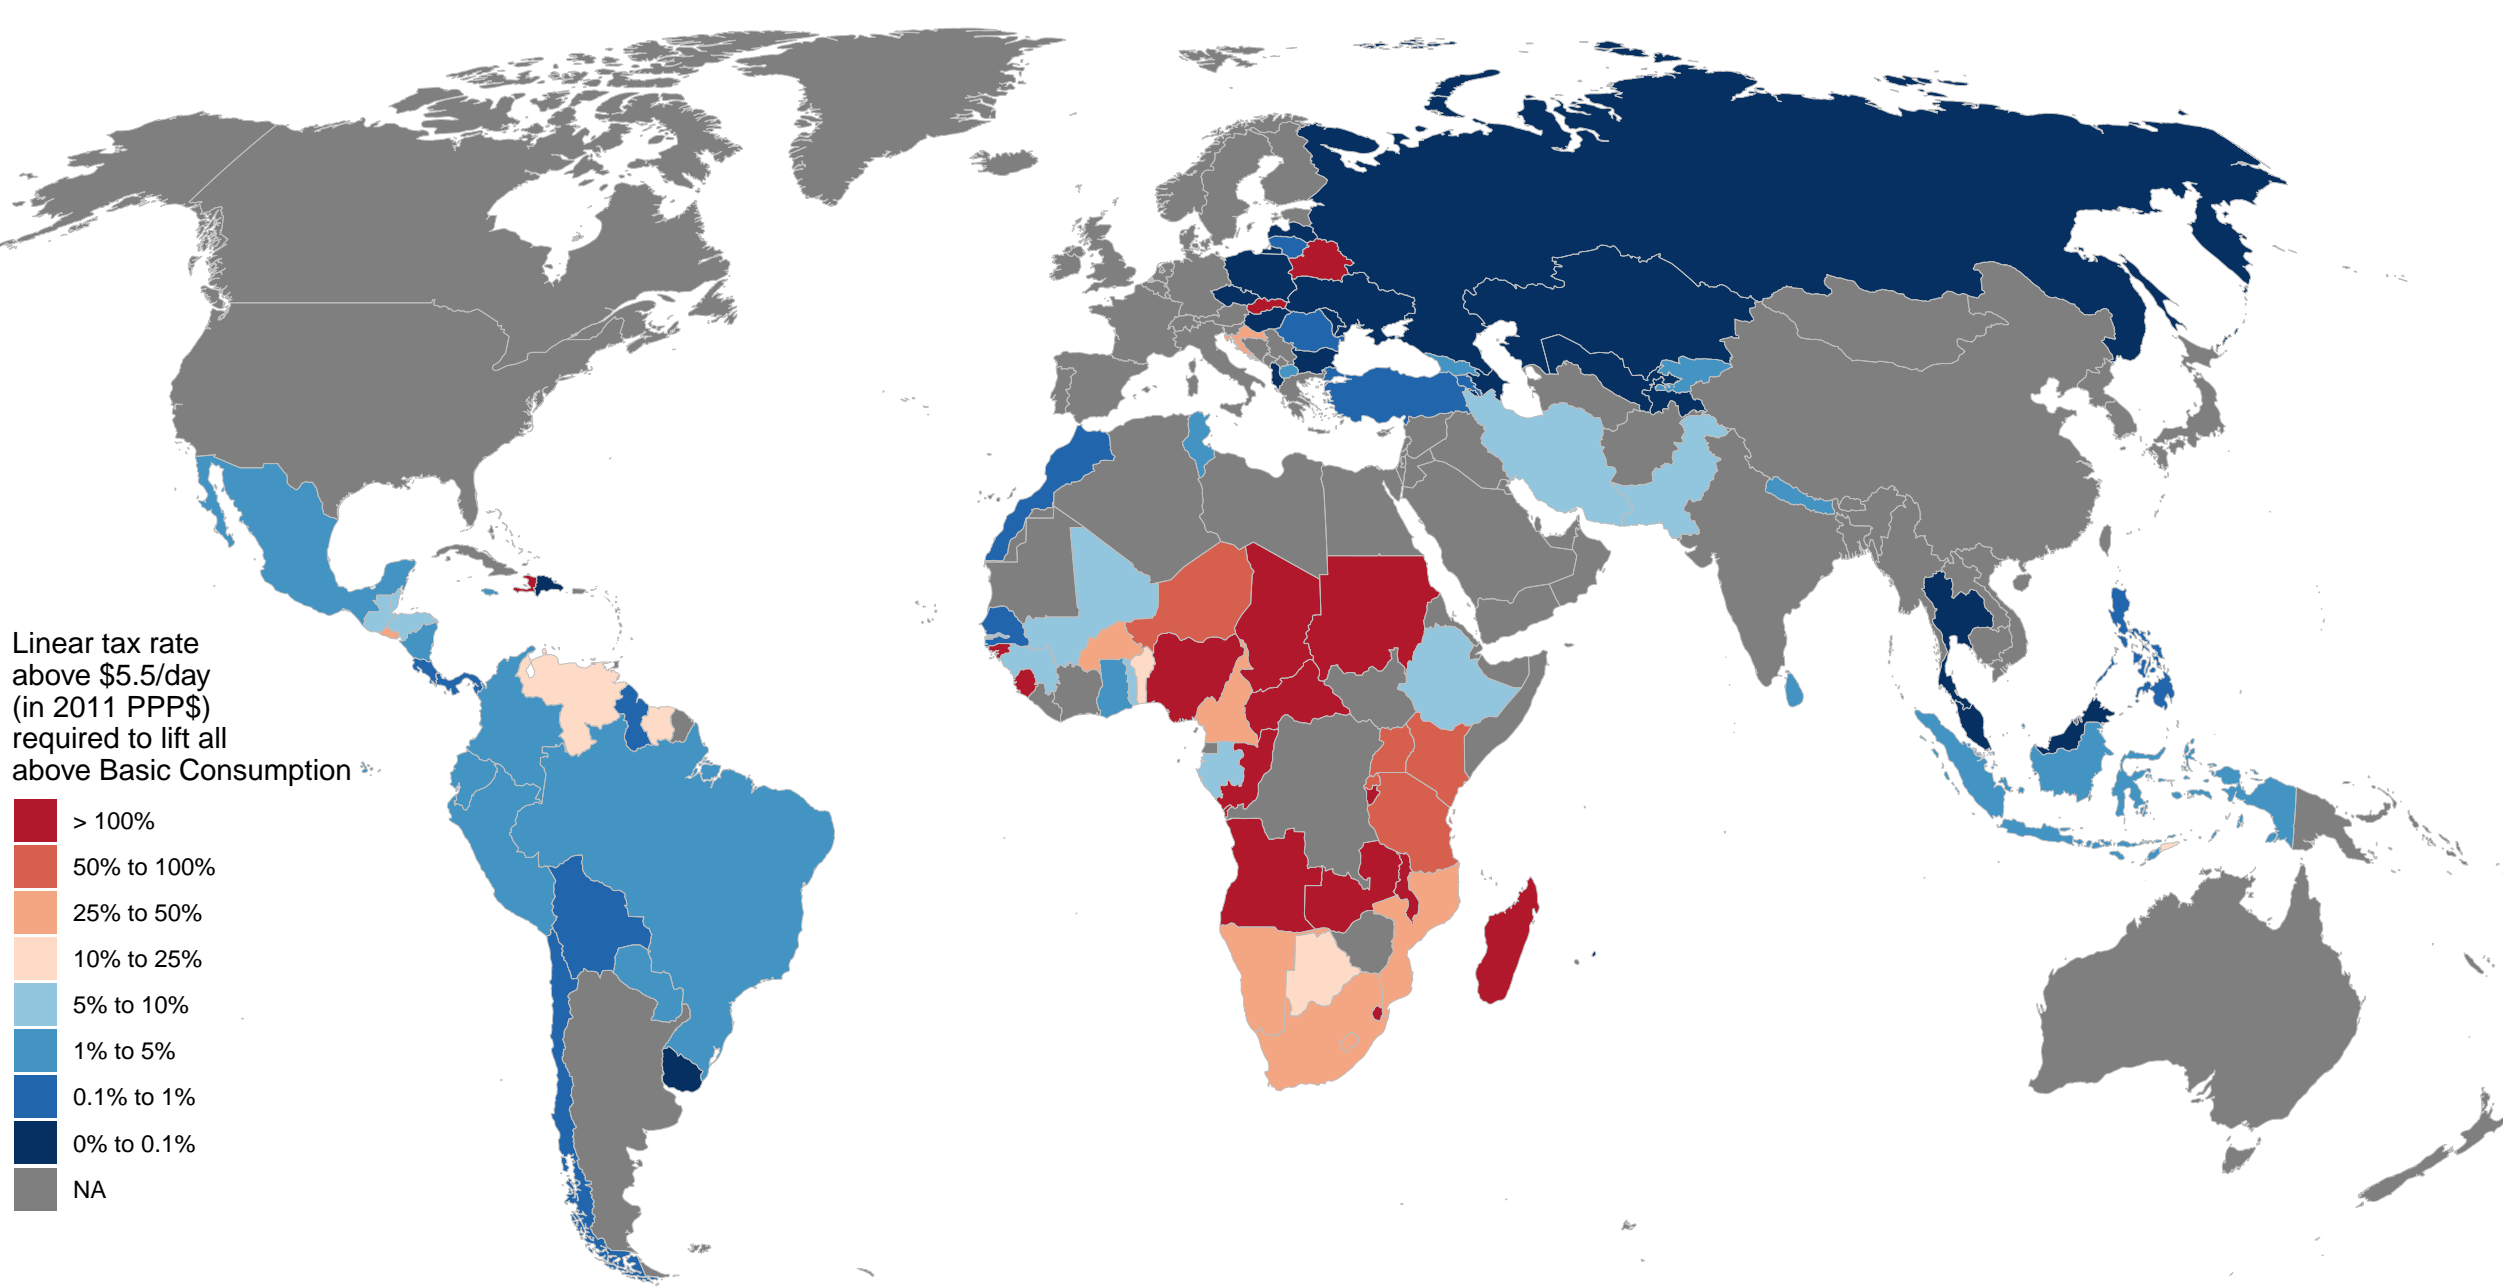 Linear tax rate
above $5.5/day
(in 2011 PPP$)
required to lift all
above Basic Consumption
> 100%
50% to 100%
25% to 50%
10% to 25%
5% to 10%
1% to 5%
0.1% to 1%
0% to 0.1%
NA